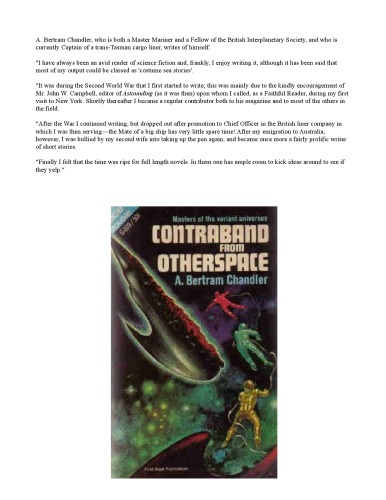 A. Bertram Chandler, who is both a Master Mariner and a Fellow of the British Interplanetary Society, and who is
currently Captain of a trans-Tasman cargo liner, writes of himself:
"I have always been an avid reader of science fiction and, frankly, I enjoy writing it, although it has been said that
most of my output could be classed as 'costume sea stories'.
"It was during the Second World War that I first started to write; this was mainly due to the kindly encouragement of
Mr. John W. Campbell, editor of Astounding (as it was then) upon whom I called, as a Faithful Reader, during my first
visit to New York. Shortly thereafter I became a regular contributor both to his magazine and to most of the others in
the field.
"After the War I continued writing, but dropped out after promotion to Chief Officer in the British liner company in
which I was then serving—the Mate of a big ship has very little spare time! After my emigration to Australia,
however, I was bullied by my second wife into taking up the pen again, and became once more a fairly prolific writer
of short stories.
"Finally I felt that the time was ripe for full length novels. In them one has ample room to kick ideas around to see if
they yelp."
Masters of the variant universes
CONTRABAND
FROM
OTHERSPACE
A. Bertram Chandler
First Book Publication